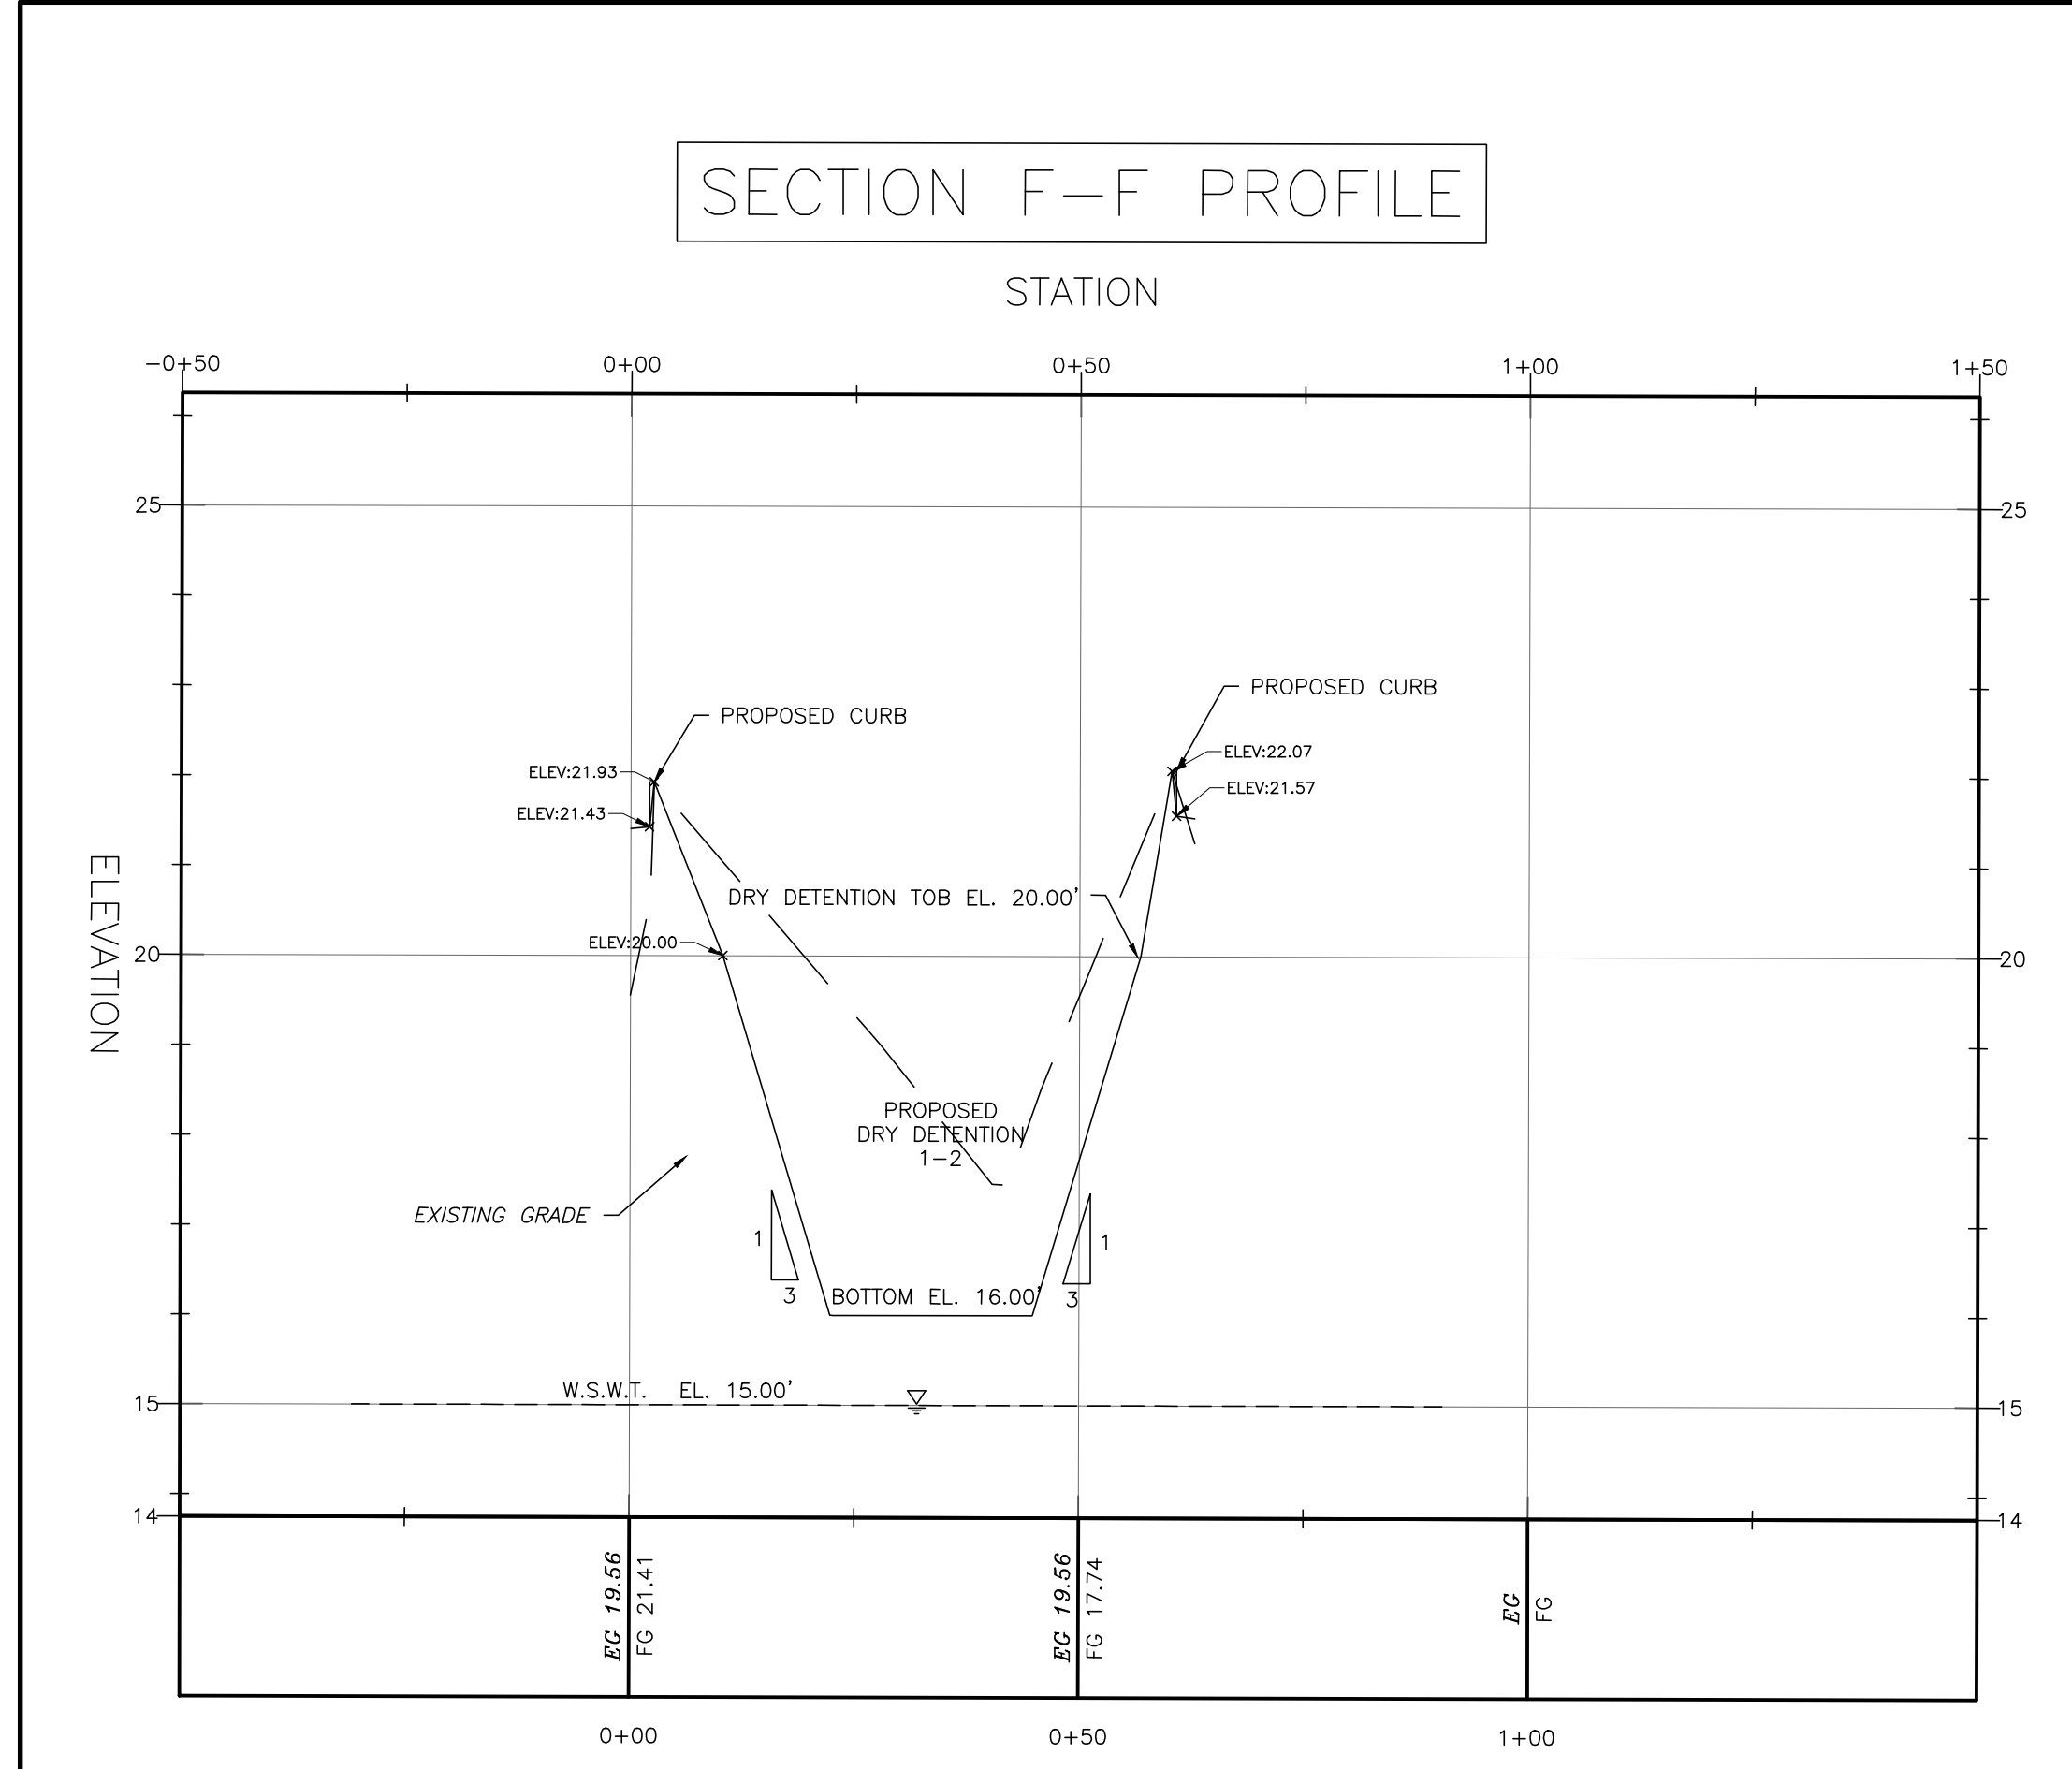 SECTION F-F PROFILE
STATION
-0+50 0+00 0+50 1+00 1+50
25 25
PROPOSED CURB
PROPOSED CURB
ELEV:22.07
ELEV:21.93
ELEV:21.57
ELEV:21.43
DRY DETENTION TOB EL. 20.00'
ELEV:20.00
ELEVATION
20 20
PROPOSED
DRY DETENTION
1-2
EXISTING GRADE
1 1
3 3
BOTTOM EL. 16.00'
W.S.W.T. EL. 15.00'
15 15
14 14
EG 19.56
FG 21.41
EG 19.56
FG 17.74
EG
FG
0+00 0+50 1+00